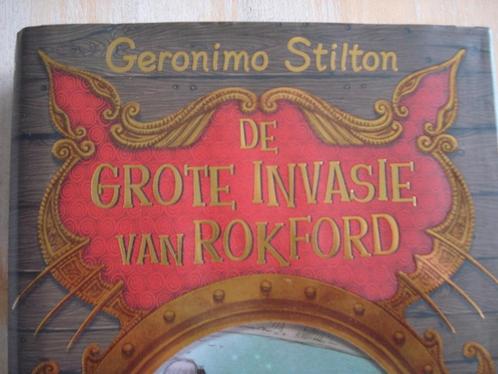 Geronimo Stilton
DE
GROTE INVASIE
VAN ROKFORD